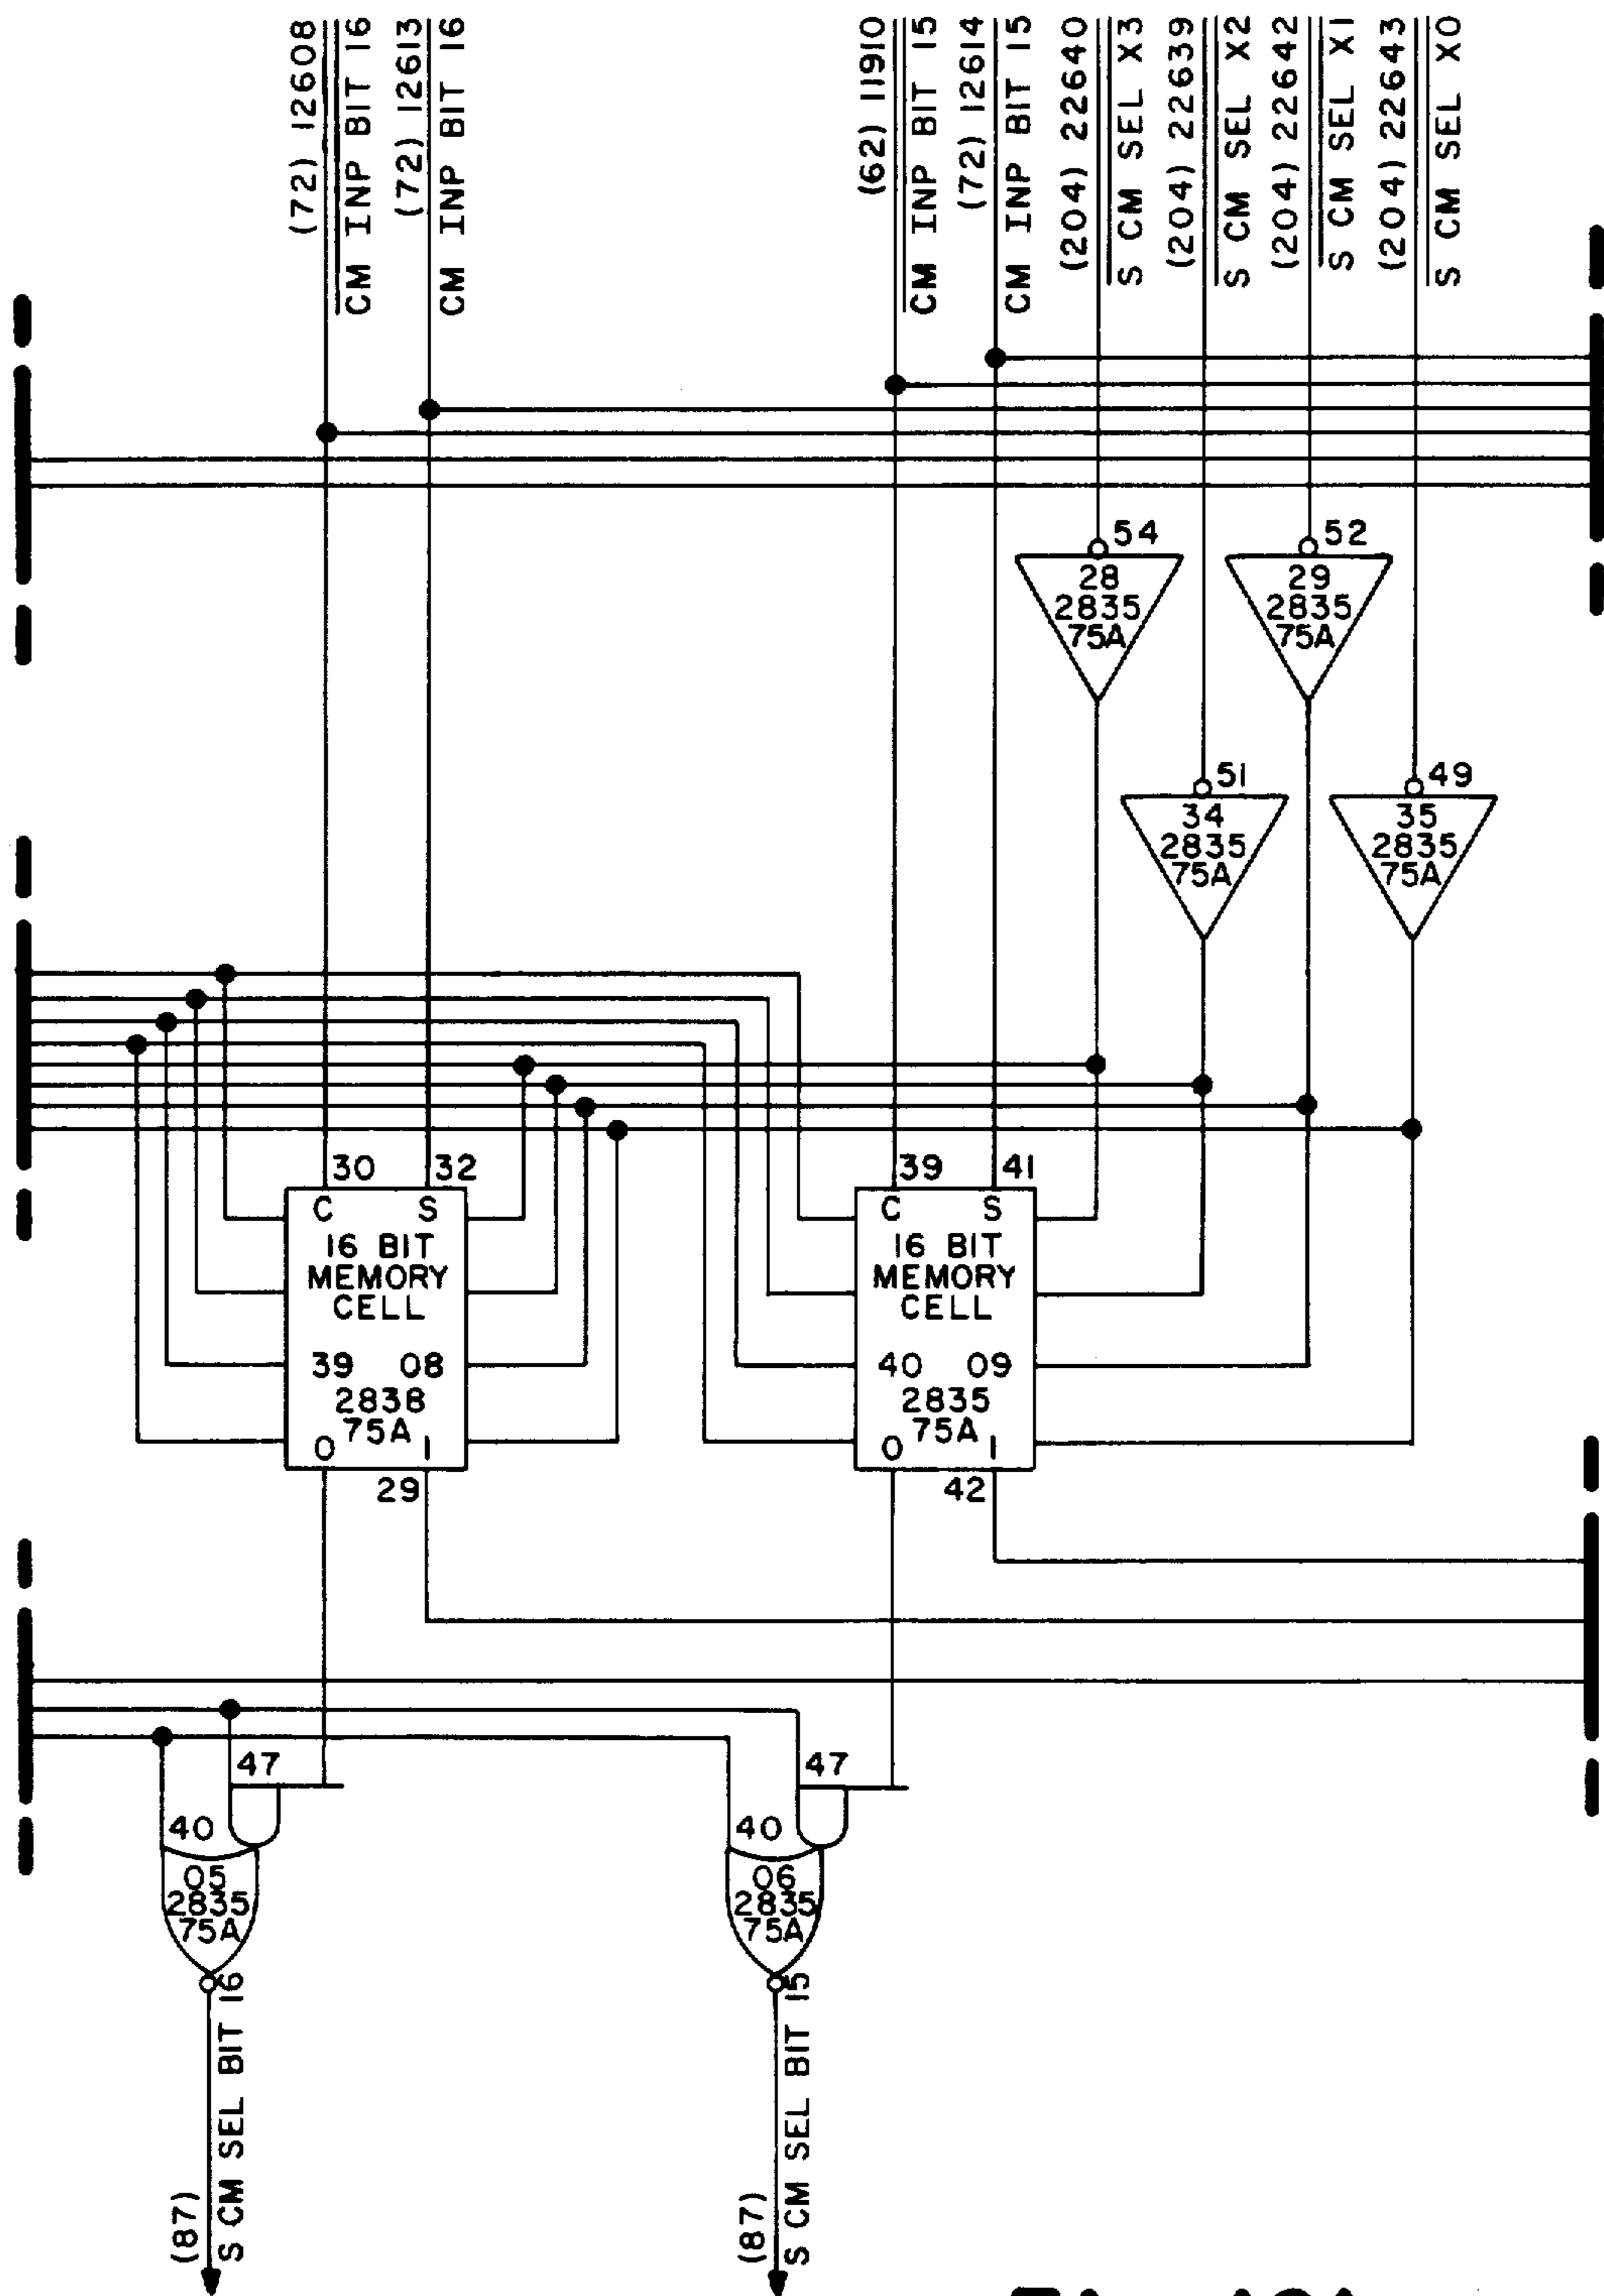 (72) 12608
CM INP BIT 16
(72) 12613
CM INP BIT 16
(62) 11910
CM INP BIT 15
(72) 12614
CM INP BIT 15
(204) 22640
S CM SEL X3
(204) 22639
S CM SEL X2
(204) 22642
S CM SEL X1
(204) 22643
S CM SEL X0
54
28
2835
75A
52
29
2835
75A
51
34
2835
75A
49
35
2835
75A
30 32
C S
16 BIT
MEMORY
CELL
39 08
2838
75A
0 1
29
39 41
C S
16 BIT
MEMORY
CELL
40 09
2835
75A
0 1
42
47
40
05
2835
75A
47
40
06
2835
75A
(87)
S CM SEL BIT 16
(87)
S CM SEL BIT 15